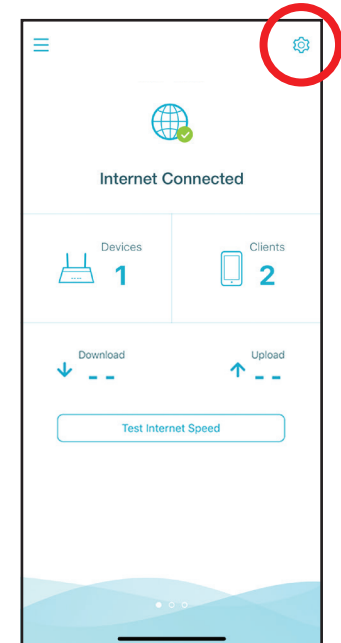 Internet Connected
Devices
1
Clients
2
Download
- -
Upload
- -
Test Internet Speed